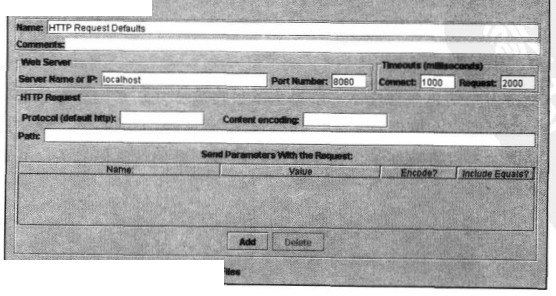 Name: HTTP Request Defaults
Comments:
Web Server Timeouts (milliseconds)
Server Name or IP: localhost Port Number: 8080 Connect: 1000 Request: 2000
HTTP Request
Protocol (default http): Content encoding:
Path:
Send Parameters With the Request:
Name: Value Encode? Include Equals?
Add Delete
Files